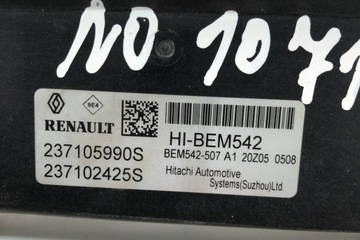 NO 1071
9E4
RENAULT
HI-BEM542
237105990S
BEM542-507 A1 20Z05 0508
237102425S
Hitachi Automotive
Systems(Suzhou)Ltd.